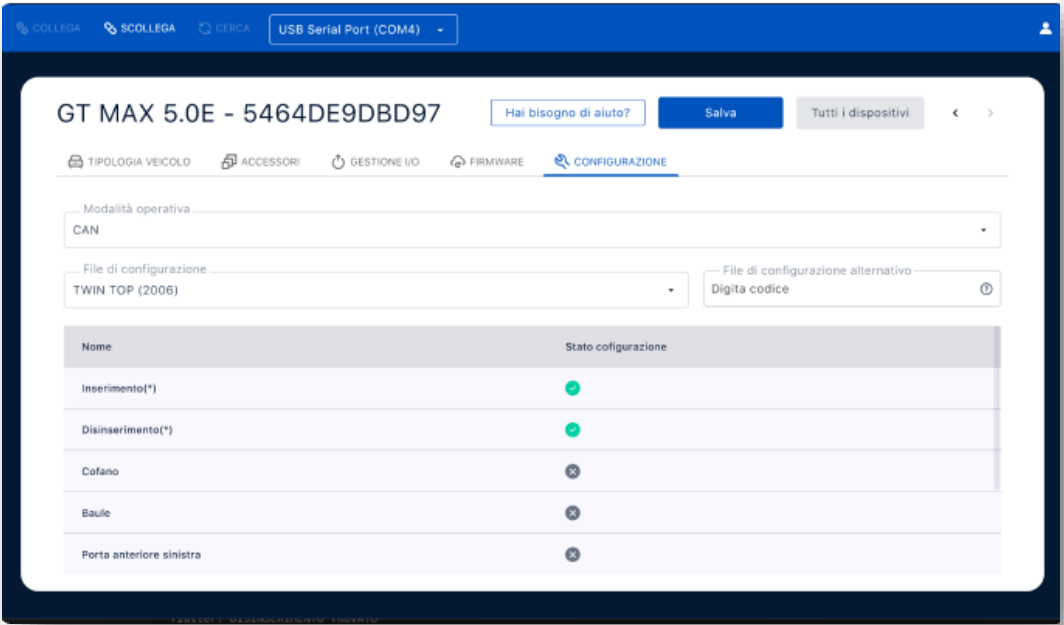 COLLEGA SCOLLEGA CERCA USB Serial Port (COM4)
GT MAX 5.0E - 5464DE9DBD97 Hai bisogno di aiuto? Salva Tutti i dispositivi
TIPOLOGIA VEICOLO ACCESSORI GESTIONE I/O FIRMWARE CONFIGURAZIONE
Modalità operativa
CAN
File di configurazione File di configurazione alternativo
TWIN TOP (2006) Digita codice
Nome Stato cofigurazione
Inserimento(*)
Disinserimento(*)
Cofano
Baule
Porta anteriore sinistra